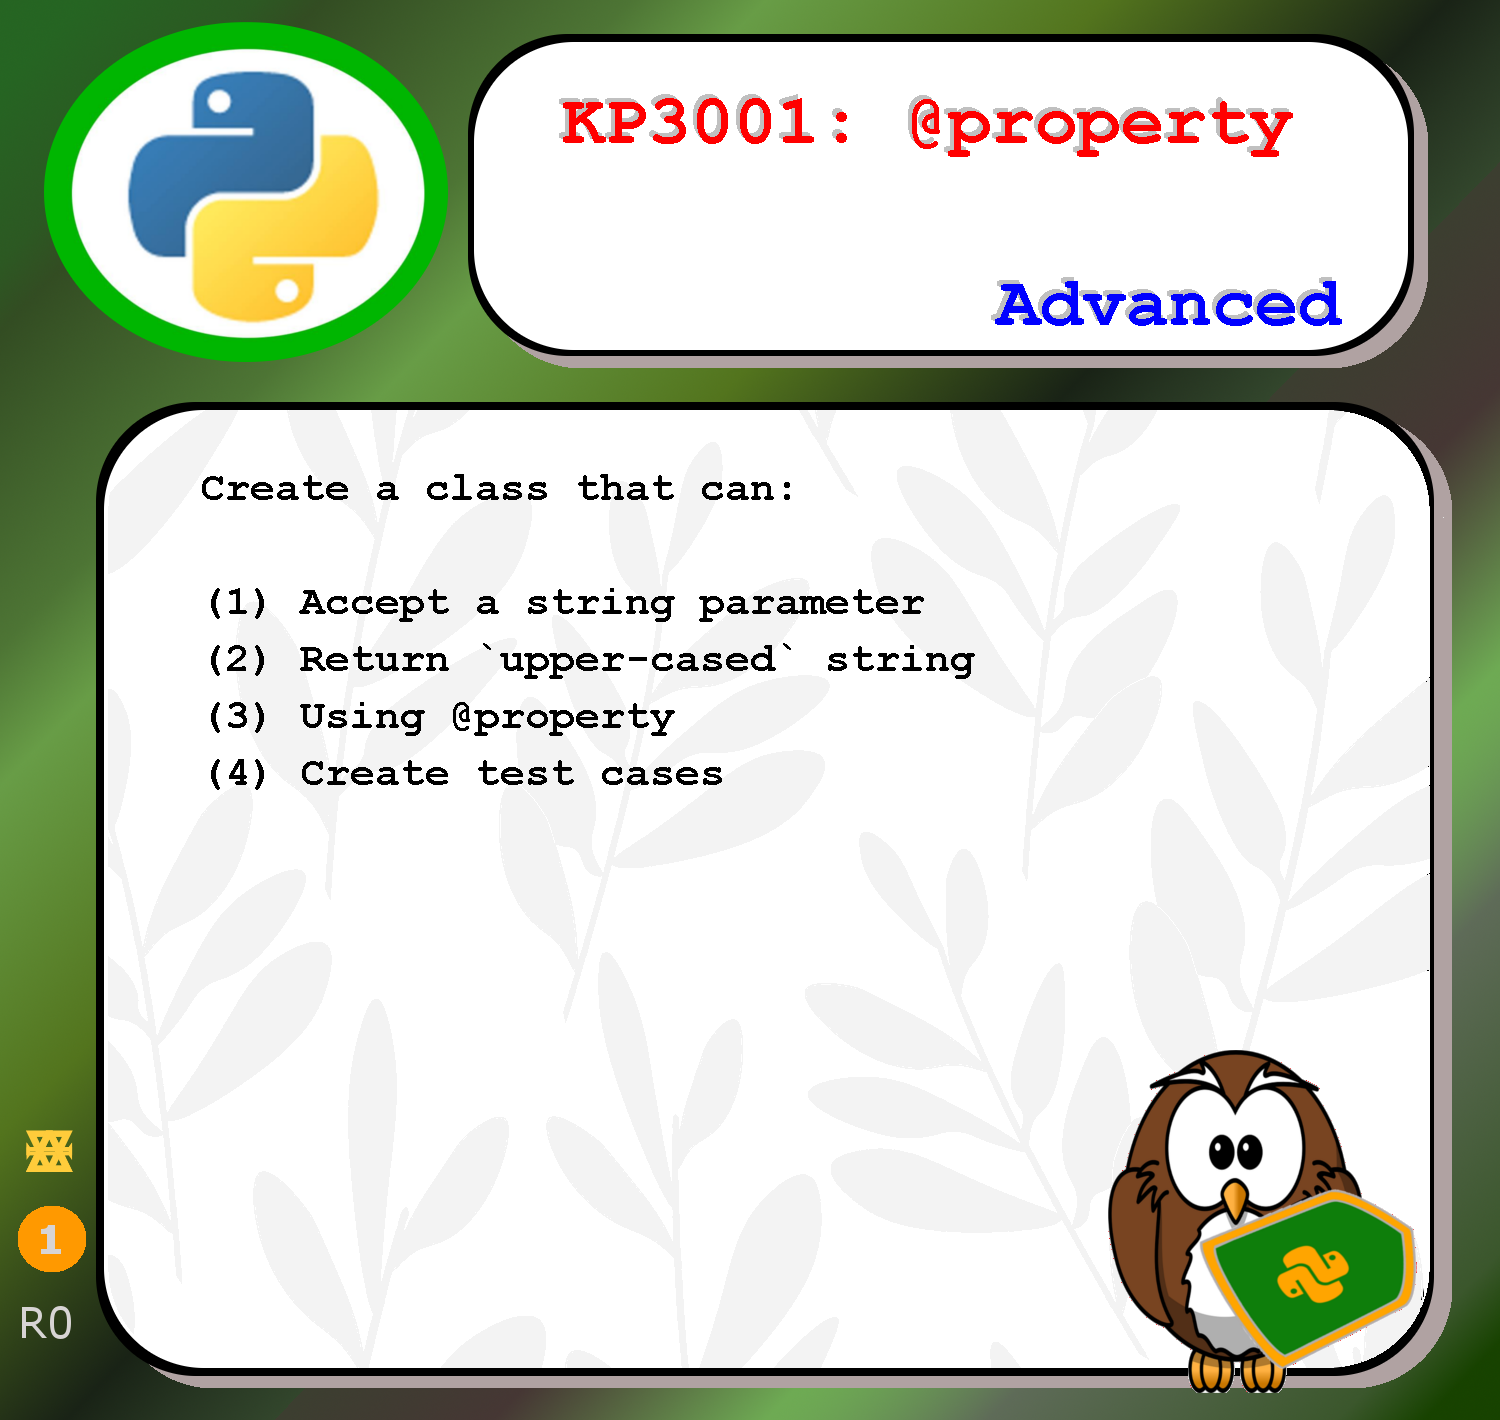 KP3001: @property
Advanced
Create a class that can:
(1) Accept a string parameter
(2) Return `upper-cased` string
(3) Using @property
(4) Create test cases
1
R0